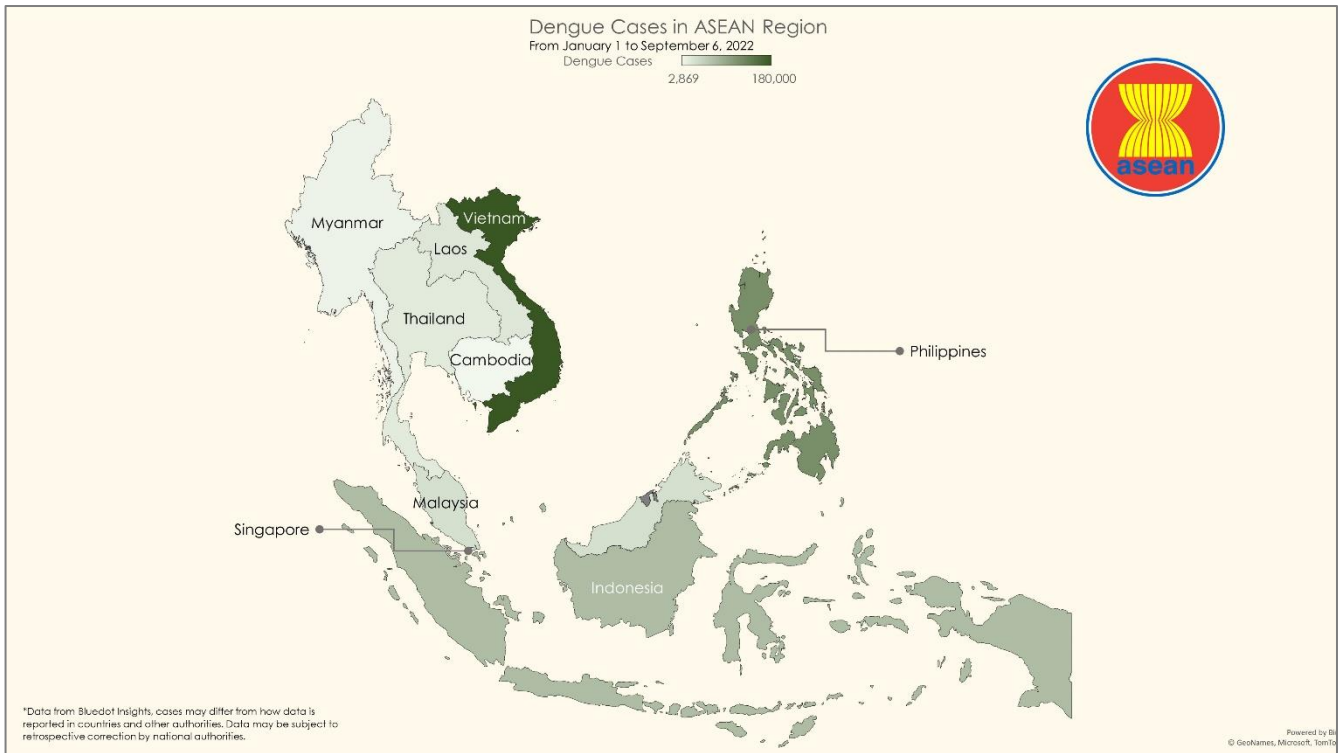 Dengue Cases in ASEAN Region
From January 1 to September 6, 2022
Dengue Cases
2,869 180,000
asean
Myanmar
Vietnam
Laos
Thailand
Cambodia
Philippines
Malaysia
Singapore
Indonesia
*Data from Bluedot Insights, cases may differ from how data is
reported in countries and other authorities. Data may be subject to
retrospective correction by national authorities.
Powered by
© GeoNames, Microsoft,